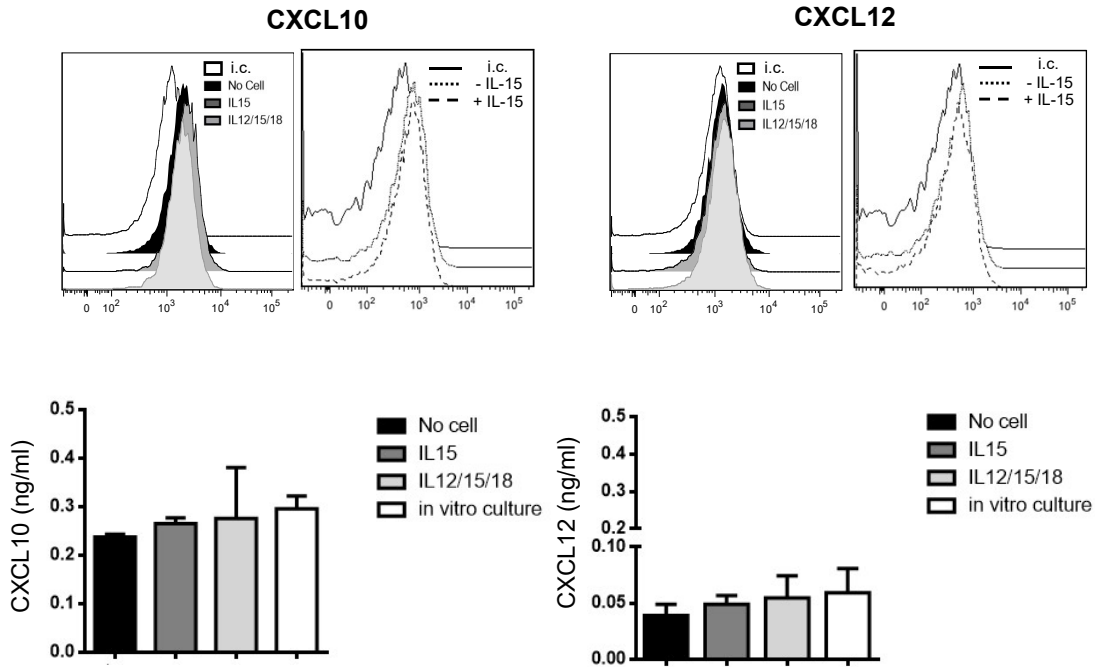 CXCL10
CXCL12
i.c.
No Cell
IL15
IL12/15/18
0 10² 10³ 10⁴ 10⁵
i.c.
- IL-15
+ IL-15
0 10² 10³ 10⁴ 10⁵
i.c.
No Cell
IL15
IL12/15/18
0 10² 10³ 10⁴ 10⁵
i.c.
- IL-15
+ IL-15
0 10² 10³ 10⁴ 10⁵
CXCL10 (ng/ml)
0.5
0.4
0.3
0.2
0.1
0.0
No cell
IL15
IL12/15/18
in vitro culture
CXCL12 (ng/ml)
0.5
0.4
0.3
0.2
0.10
0.05
0.00
No cell
IL15
IL12/15/18
in vitro culture